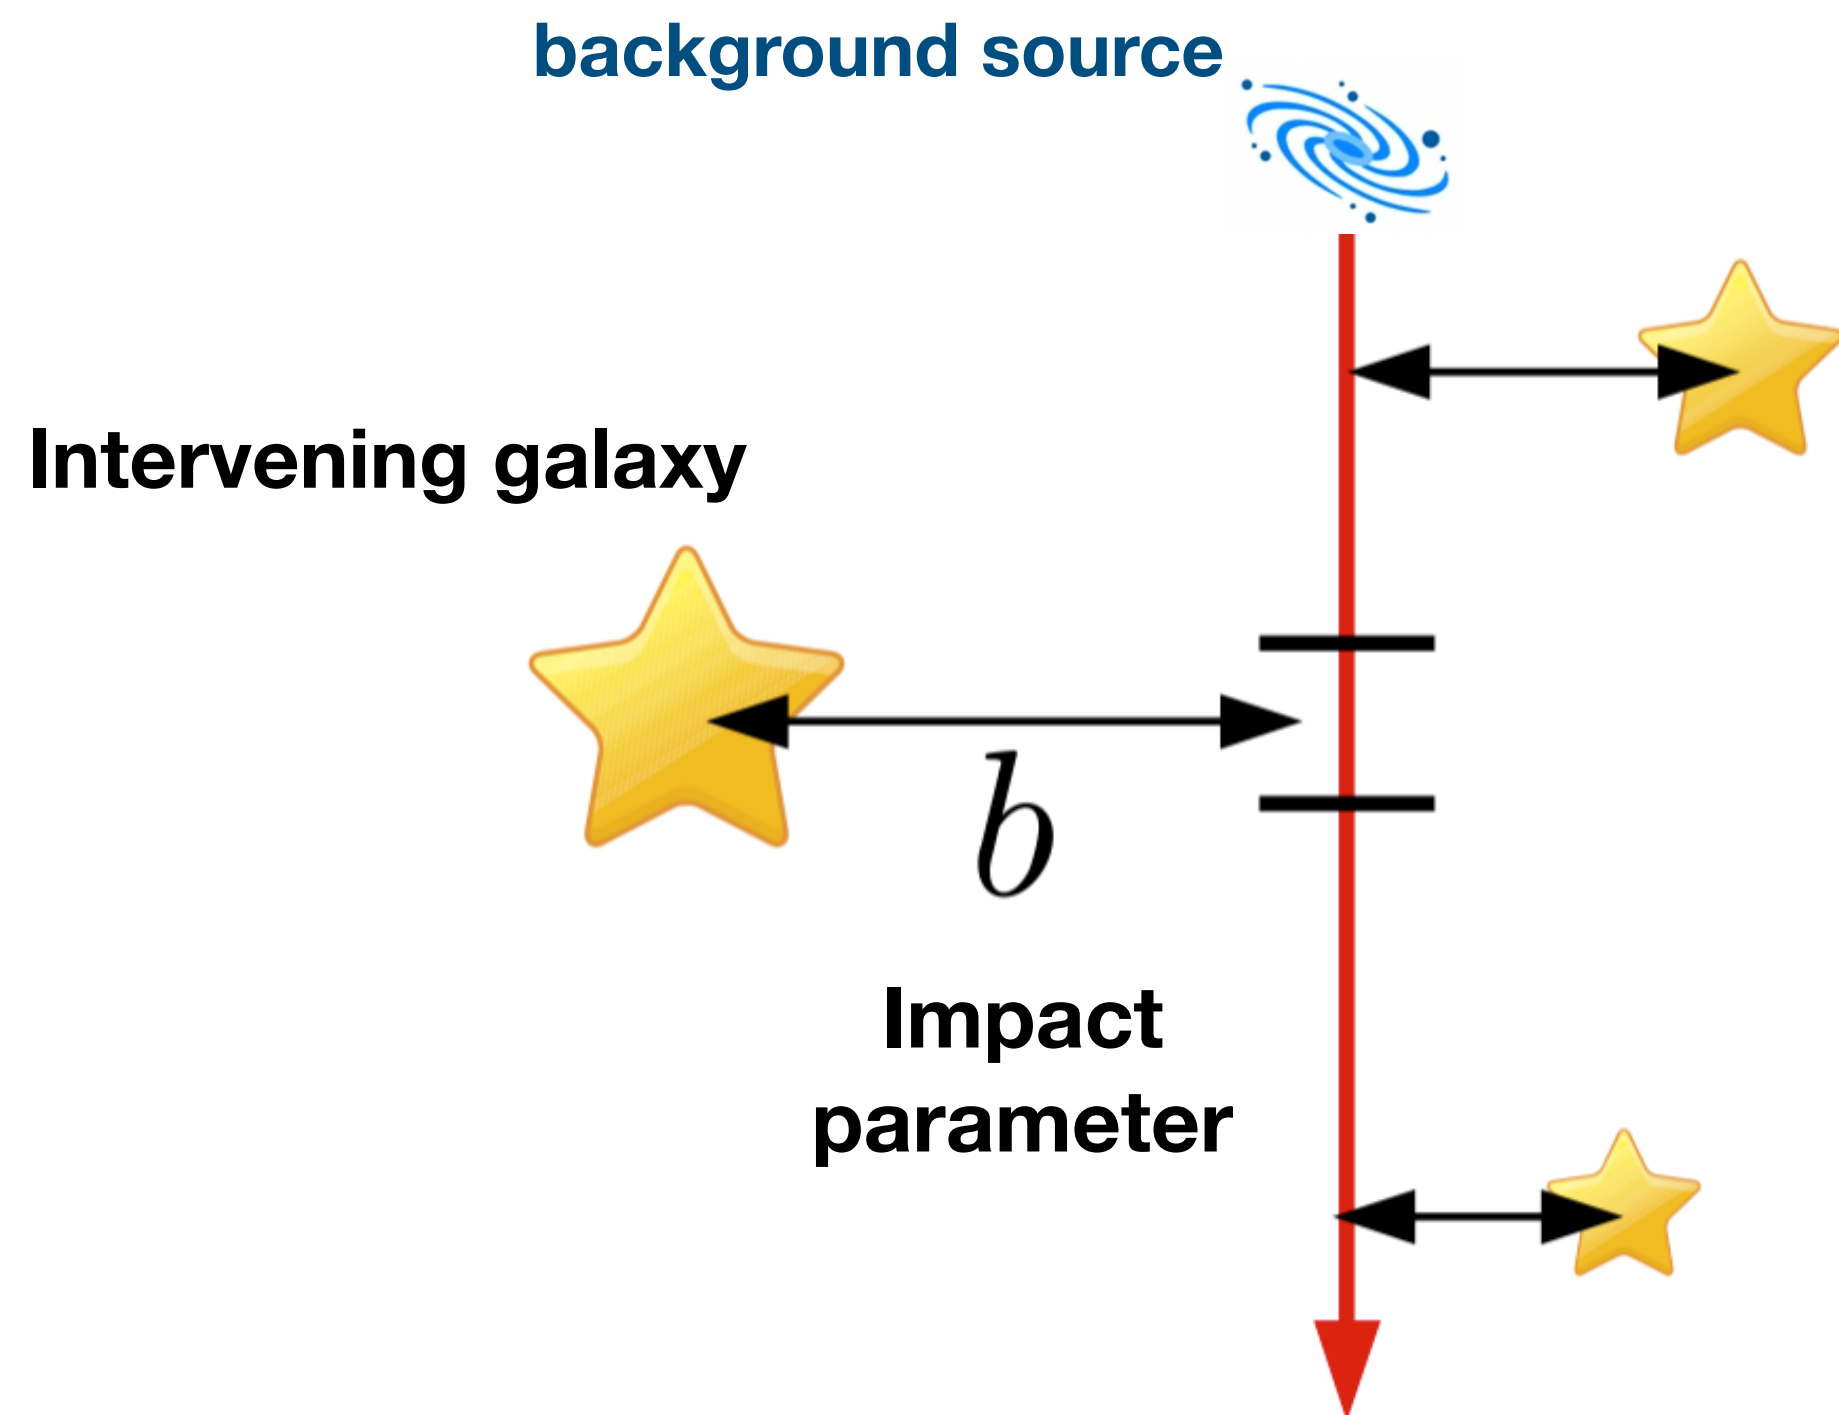 background source
Intervening galaxy
b
Impact
parameter